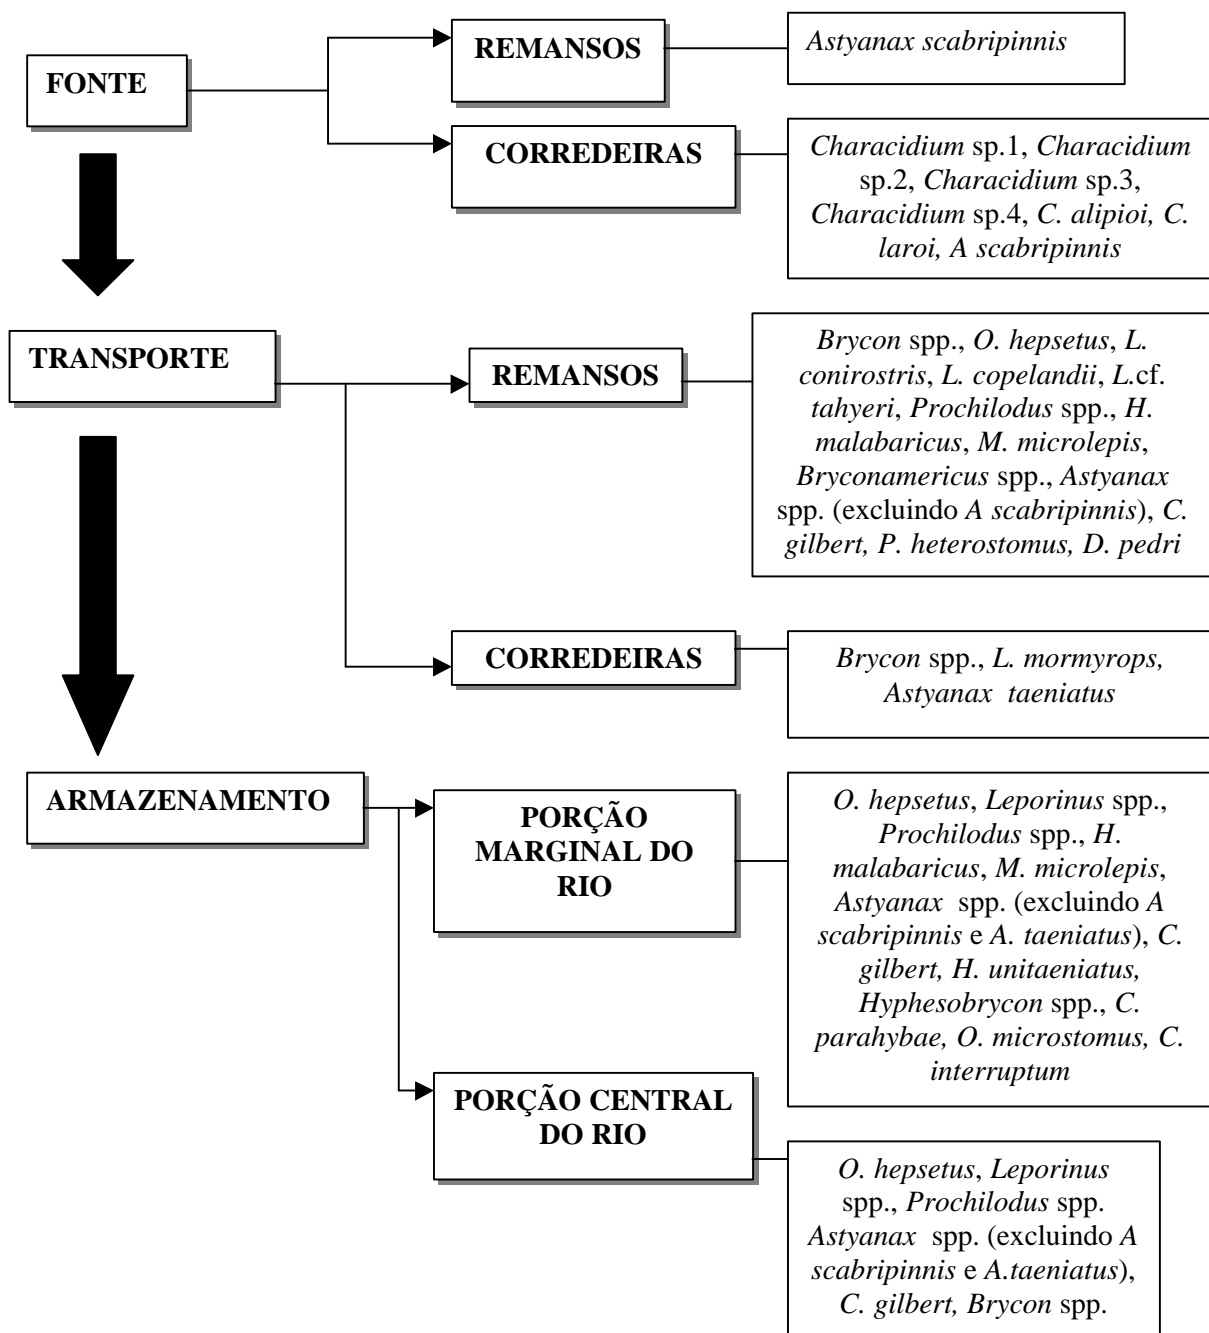 FONTE
REMANSOS
Astyanax scabripinnis
CORREDEIRAS
Characidium sp.1, Characidium
sp.2, Characidium sp.3,
Characidium sp.4, C. alipioi, C.
laroi, A scabripinnis
TRANSPORTE
REMANSOS
Brycon spp., O. hepsetus, L.
conirostris, L. copelandii, L.cf.
tahyeri, Prochilodus spp., H.
malabaricus, M. microlepis,
Bryconamericus spp., Astyanax
spp. (excluindo A scabripinnis), C.
gilbert, P. heterostomus, D. pedri
CORREDEIRAS
Brycon spp., L. mormyrops,
Astyanax taeniatus
ARMAZENAMENTO
PORÇÃO
MARGINAL DO
RIO
O. hepsetus, Leporinus spp.,
Prochilodus spp., H.
malabaricus, M. microlepis,
Astyanax spp. (excluindo A
scabripinnis e A. taeniatus), C.
gilbert, H. unitaeniatus,
Hyphesobrycon spp., C.
parahybae, O. microstomus, C.
interruptum
PORÇÃO CENTRAL
DO RIO
O. hepsetus, Leporinus
spp., Prochilodus spp.
Astyanax spp. (excluindo A
scabripinnis e A.taeniatus),
C. gilbert, Brycon spp.